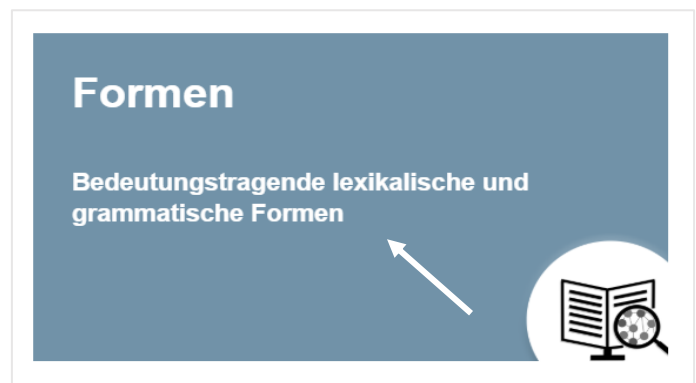 Formen
Bedeutungstragende lexikalische und
grammatische Formen